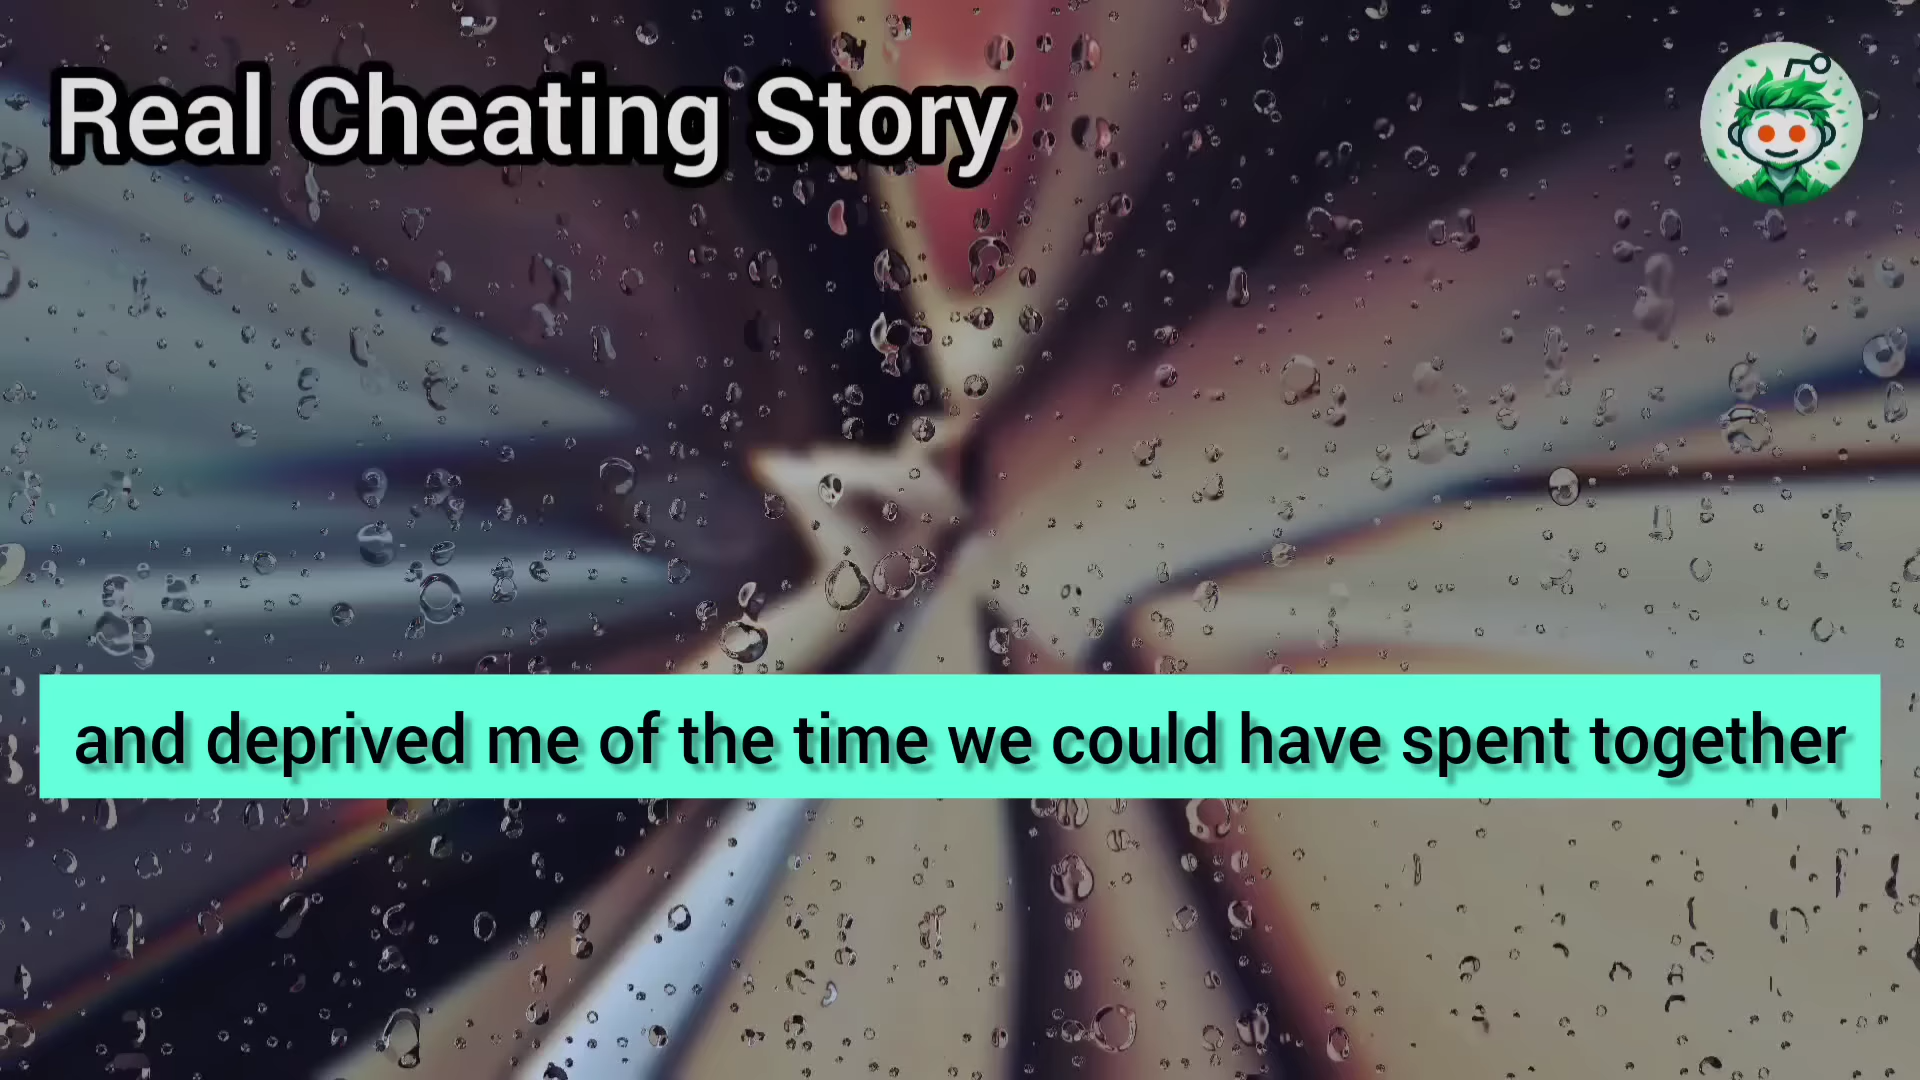 Real Cheating Story
and deprived me of the time we could have spent together